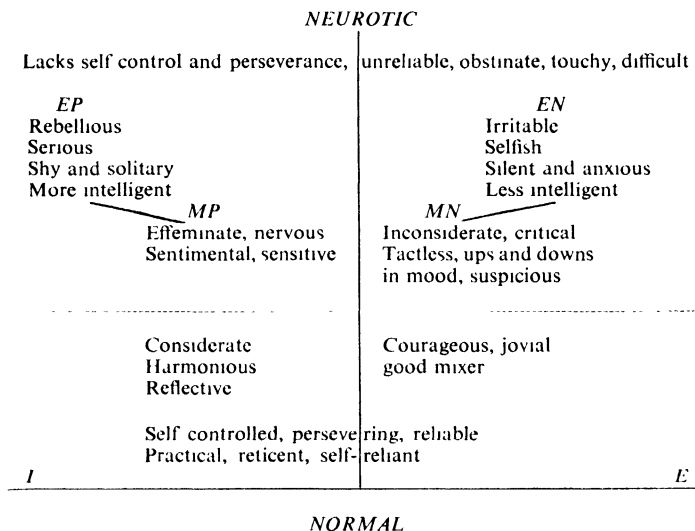 NEUROTIC
Lacks self control and perseverance, unreliable, obstinate, touchy, difficult
EP
Rebellious
Serious
Shy and solitary
More intelligent
EN
Irritable
Selfish
Silent and anxious
Less intelligent
MP
Effeminate, nervous
Sentimental, sensitive
MN
Inconsiderate, critical
Tactless, ups and downs
in mood, suspicious
Considerate
Harmonious
Reflective
Courageous, jovial
good mixer
Self controlled, persevering, reliable
Practical, reticent, self-reliant
I
E
NORMAL